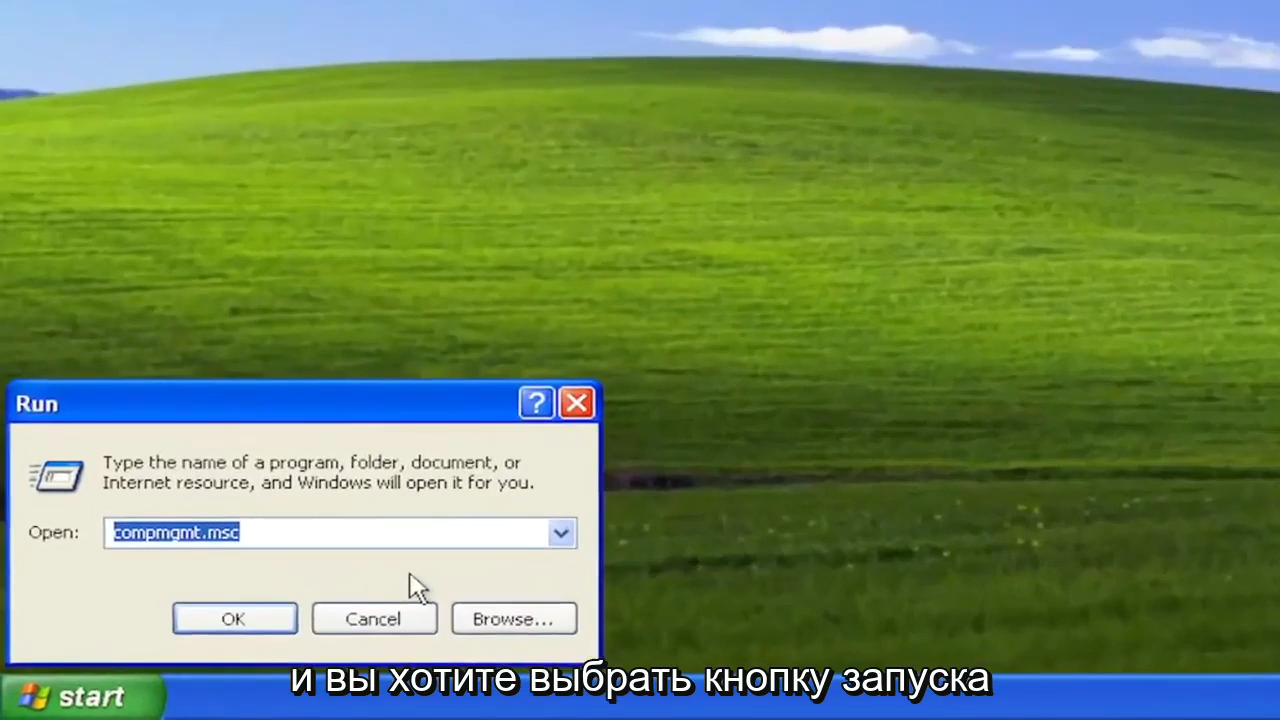 Run
Type the name of a program, folder, document, or
Internet resource, and Windows will open it for you.
Open: compmgmt.msc
OK Cancel Browse...
и вы хотите выбрать кнопку запуска
start